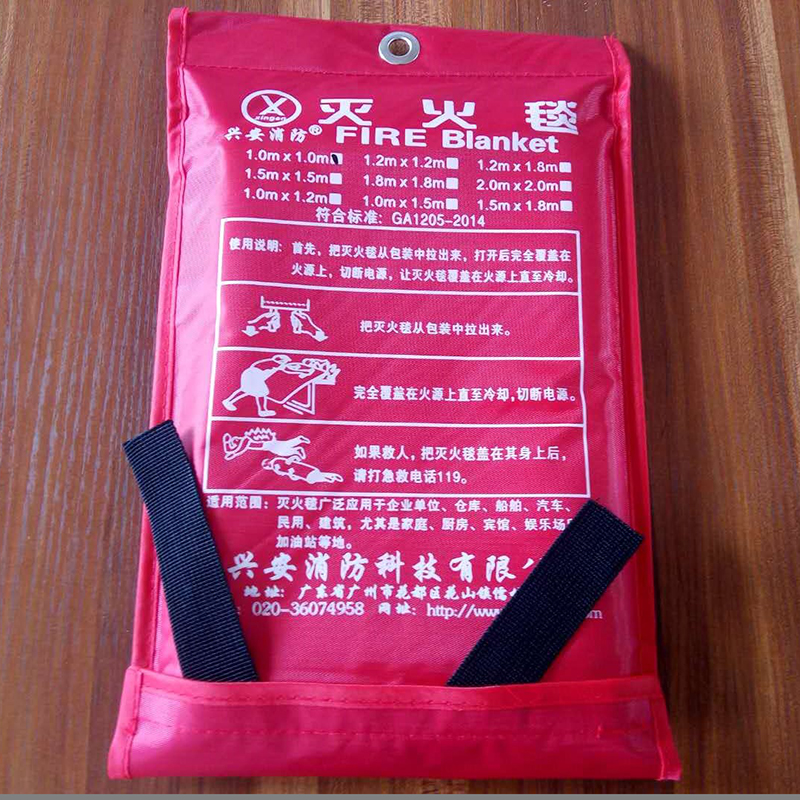 xingan
灭火毯
兴安消防®
FIRE Blanket
1.0m x 1.0m 1.2m x 1.2m 1.2m x 1.8m
1.5m x 1.5m 1.8m x 1.8m 2.0m x 2.0m
1.0m x 1.2m 1.0m x 1.5m 1.5m x 1.8m
符合标准: GA1205-2014
使用说明: 首先，把灭火毯从包装中拉出来，打开后完全覆盖在
火源上，切断电源，让灭火毯覆盖在火源上直至冷却.
把灭火毯从包装中拉出来。
完全覆盖在火源上直至冷却,切断电源。
如果救人，把灭火毯盖在其身上后，
请打急救电话119。
适用范围: 灭火毯广泛应用于企业单位、仓库、船舶、汽车、
民用、建筑，尤其是家庭、厨房、宾馆、娱乐场
加油站等地。
兴安消防科技有限
地址: 广东省广州市花都区花山镇儒
: 020-36074958 网址: http://www